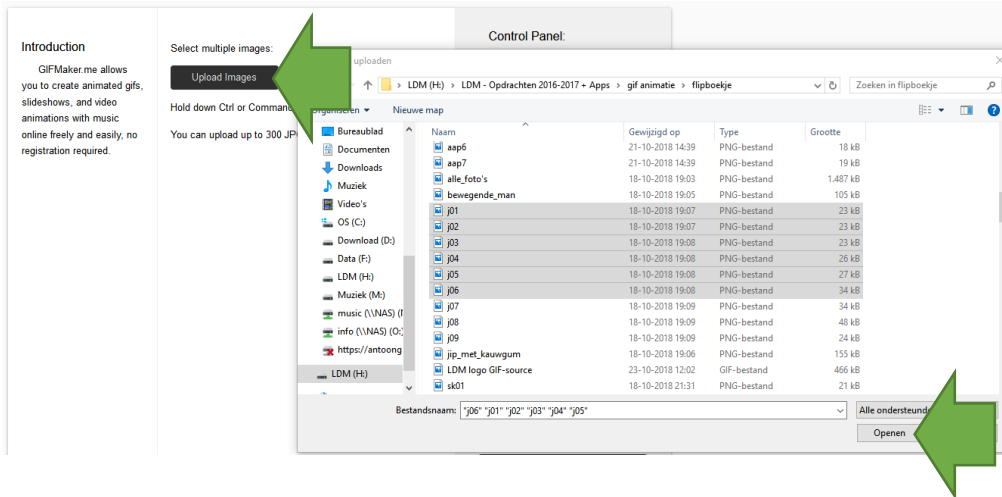 Introduction
GIFMaker.me allows
you to create animated gifs,
slideshows, and video
animations with music
online freely and easily, no
registration required.
Select multiple images:
Upload Images
Hold down Ctrl or Comman
You can upload up to 300 JP
Control Panel:
uploaden
LDM (H:) > LDM - Opdrachten 2016-2017 + Apps > gif animatie > flipboekje
Zoeken in flipboekje
Organiseren
Nieuwe map
Bureaublad
Documenten
Downloads
Muziek
Video's
OS (C:)
Download (D:)
Data (F:)
LDM (H:)
Muziek (M:)
music (\\NAS) (
info (\\NAS) (O:
https://antoong
LDM (H:)
Naam Gewijzigd op Type Grootte
aap6 21-10-2018 14:39 PNG-bestand 18 kB
aap7 21-10-2018 14:39 PNG-bestand 19 kB
alle_foto's 18-10-2018 19:03 PNG-bestand 1.487 kB
bewegende_man 18-10-2018 19:05 PNG-bestand 105 kB
j01 18-10-2018 19:07 PNG-bestand 23 kB
j02 18-10-2018 19:07 PNG-bestand 23 kB
j03 18-10-2018 19:08 PNG-bestand 23 kB
j04 18-10-2018 19:08 PNG-bestand 26 kB
j05 18-10-2018 19:08 PNG-bestand 27 kB
j06 18-10-2018 19:08 PNG-bestand 34 kB
j07 18-10-2018 19:09 PNG-bestand 34 kB
j08 18-10-2018 19:09 PNG-bestand 48 kB
j09 18-10-2018 19:09 PNG-bestand 24 kB
jip_met_kauwgum 18-10-2018 19:06 PNG-bestand 155 kB
LDM logo GIF-source 23-10-2018 12:02 GIF-bestand 466 kB
sk01 18-10-2018 21:31 PNG-bestand 21 kB
Bestandsnaam: "j06" "j01" "j02" "j03" "j04" "j05"
Alle ondersteund
Openen